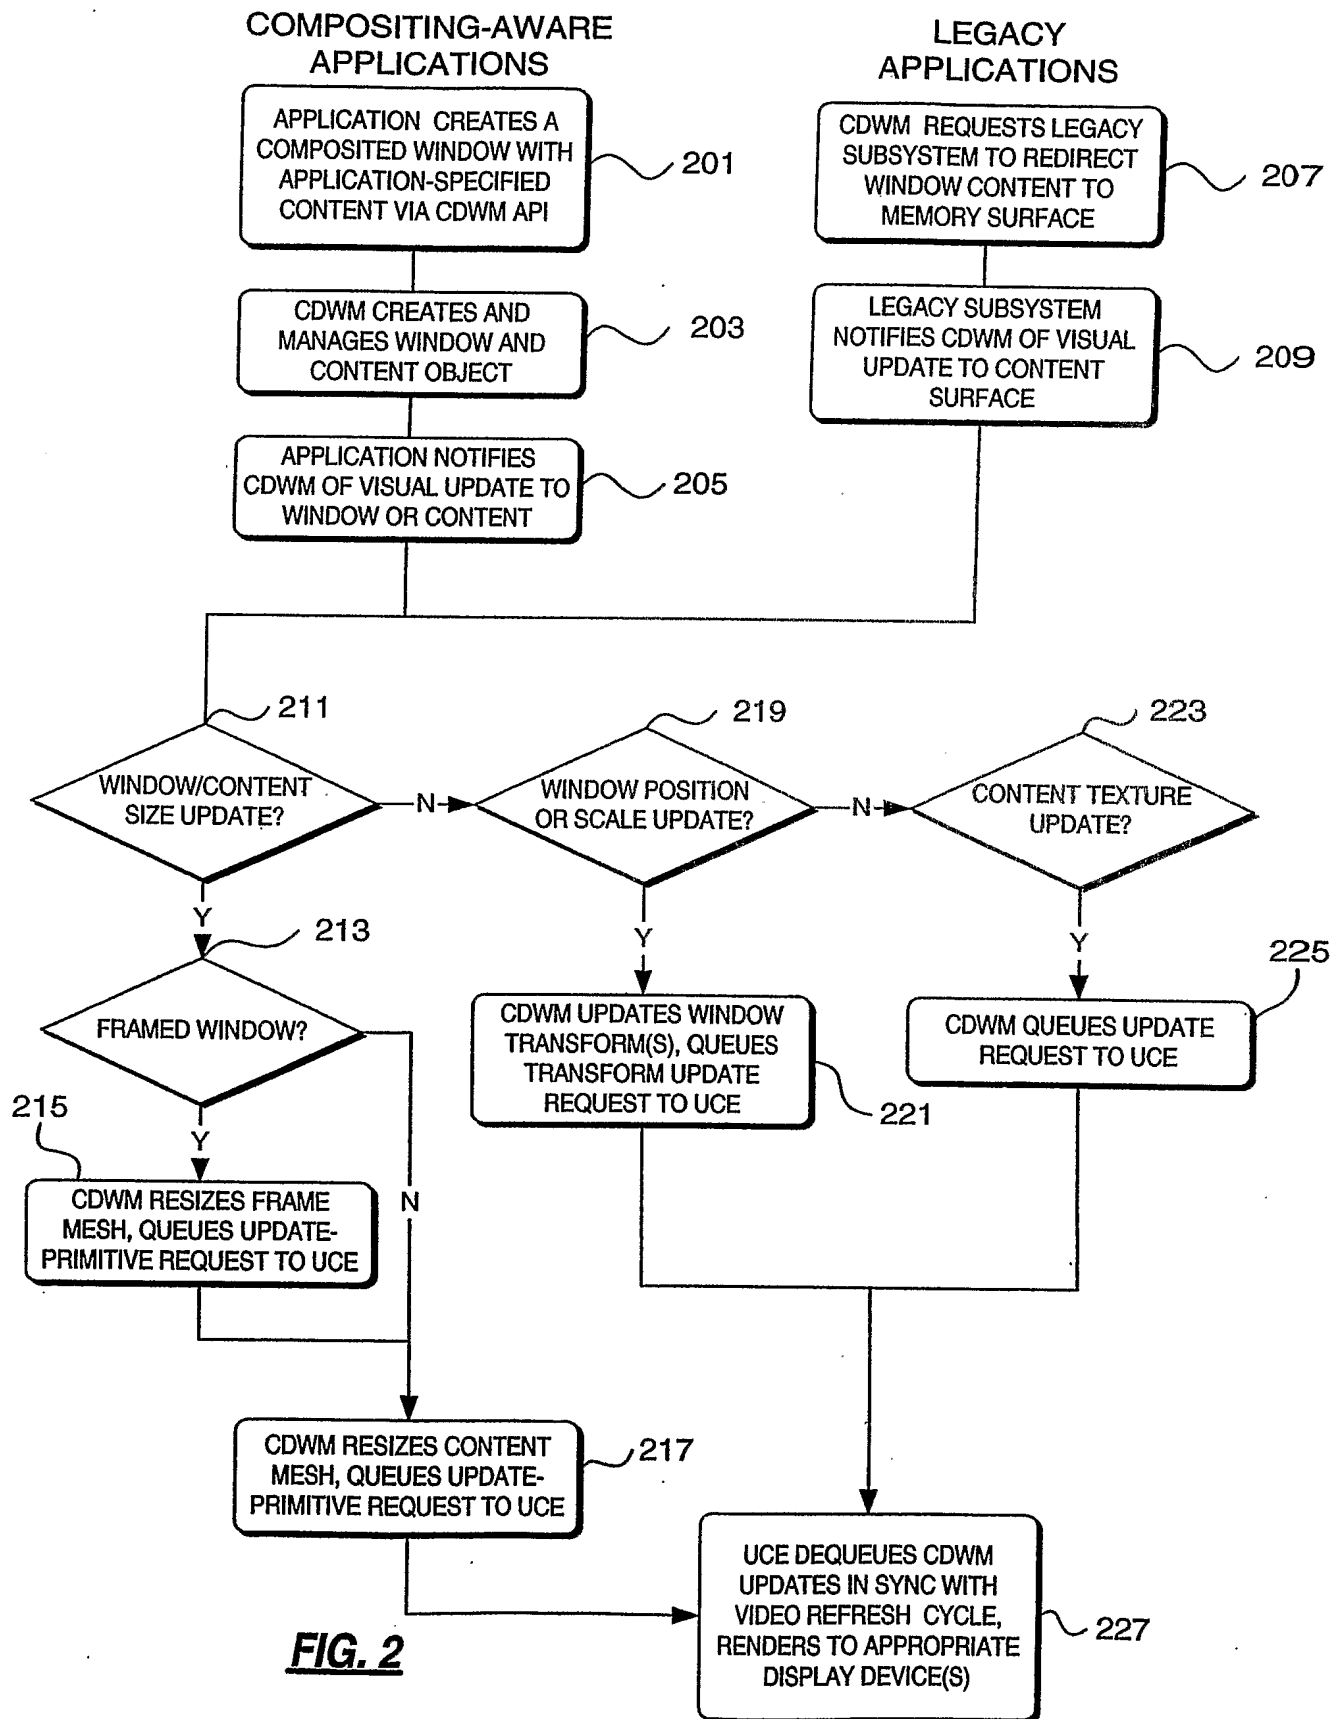 COMPOSITING-AWARE
APPLICATIONS
LEGACY
APPLICATIONS
APPLICATION CREATES A
COMPOSITED WINDOW WITH
APPLICATION-SPECIFIED
CONTENT VIA CDWM API
201
CDWM REQUESTS LEGACY
SUBSYSTEM TO REDIRECT
WINDOW CONTENT TO
MEMORY SURFACE
207
CDWM CREATES AND
MANAGES WINDOW AND
CONTENT OBJECT
203
LEGACY SUBSYSTEM
NOTIFIES CDWM OF VISUAL
UPDATE TO CONTENT
SURFACE
209
APPLICATION NOTIFIES
CDWM OF VISUAL UPDATE TO
WINDOW OR CONTENT
205
211
WINDOW/CONTENT
SIZE UPDATE?
N
219
WINDOW POSITION
OR SCALE UPDATE?
N
223
CONTENT TEXTURE
UPDATE?
Y
Y
Y
213
FRAMED WINDOW?
CDWM UPDATES WINDOW
TRANSFORM(S), QUEUES
TRANSFORM UPDATE
REQUEST TO UCE
221
225
CDWM QUEUES UPDATE
REQUEST TO UCE
215
Y
N
CDWM RESIZES FRAME
MESH, QUEUES UPDATE-
PRIMITIVE REQUEST TO UCE
CDWM RESIZES CONTENT
MESH, QUEUES UPDATE-
PRIMITIVE REQUEST TO UCE
217
UCE DEQUEUES CDWM
UPDATES IN SYNC WITH
VIDEO REFRESH CYCLE,
RENDERS TO APPROPRIATE
DISPLAY DEVICE(S)
227
FIG. 2